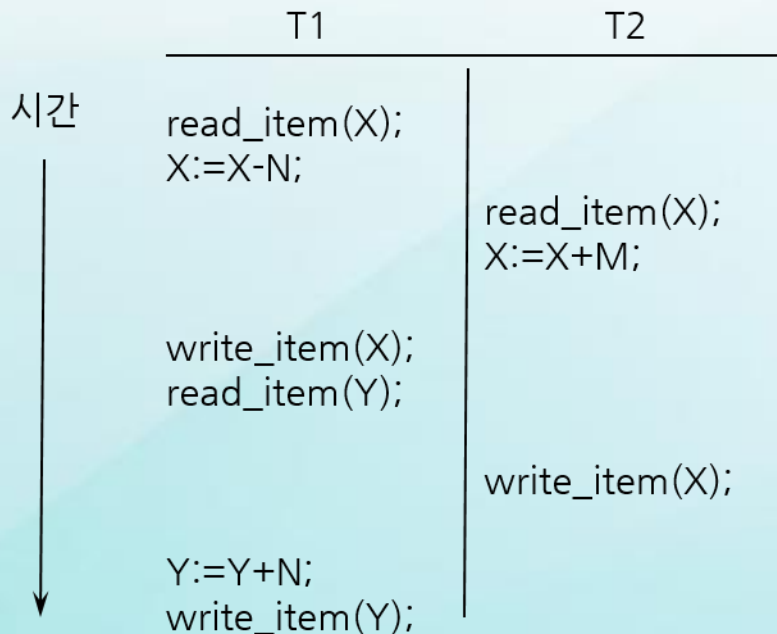 T1 T2
시간
read_item(X);
X:=X-N;
read_item(X);
X:=X+M;
write_item(X);
read_item(Y);
write_item(X);
Y:=Y+N;
write_item(Y);